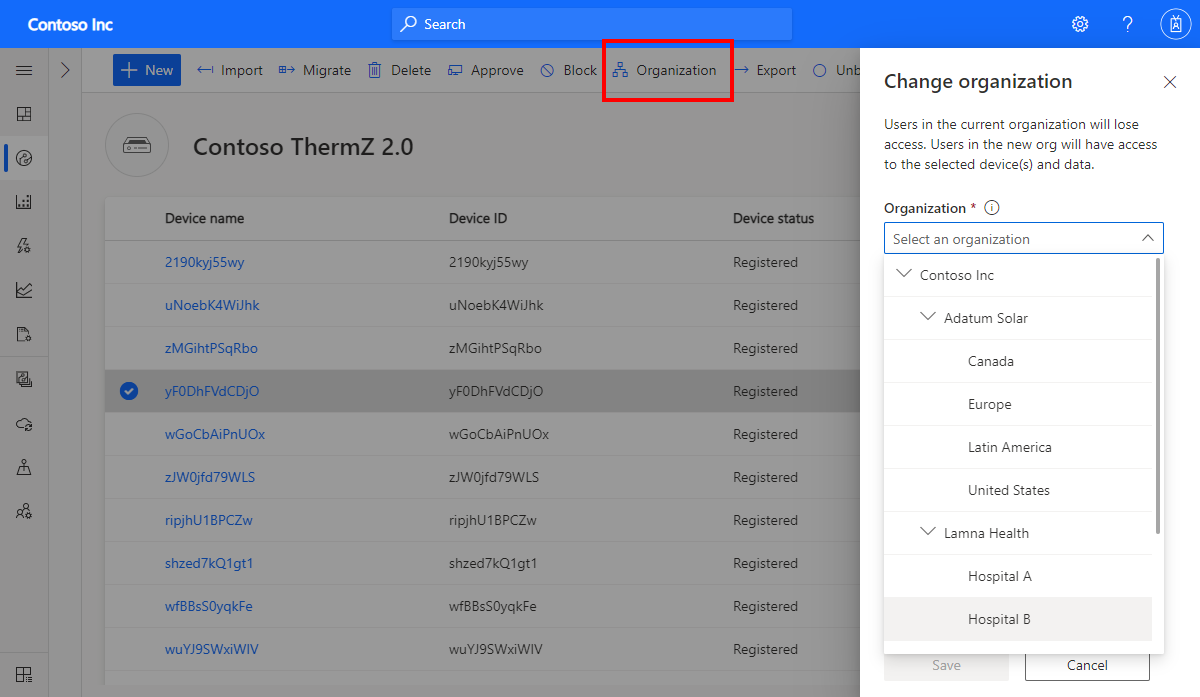 Contoso Inc
Search
?
New
Import
Migrate
Delete
Approve
Block
Organization
Export
Unb
Contoso ThermZ 2.0
Device name Device ID Device status
2190kyj55wy 2190kyj55wy Registered
uNoebK4WiJhk uNoebK4WiJhk Registered
zMGihtPSqRbo zMGihtPSqRbo Registered
yF0DhFVdCDjO yF0DhFVdCDjO Registered
wGoCbAiPnUOx wGoCbAiPnUOx Registered
zJW0jfd79WLS zJW0jfd79WLS Registered
ripjhU1BPCZw ripjhU1BPCZw Registered
shzed7kQ1gt1 shzed7kQ1gt1 Registered
wfBBsS0yqkFe wfBBsS0yqkFe Registered
wuYJ9SWxiWIV wuYJ9SWxiWIV Registered
Change organization
Users in the current organization will lose
access. Users in the new org will have access
to the selected device(s) and data.
Organization *
Select an organization
Contoso Inc
Adatum Solar
Canada
Europe
Latin America
United States
Lamna Health
Hospital A
Hospital B
Save
Cancel